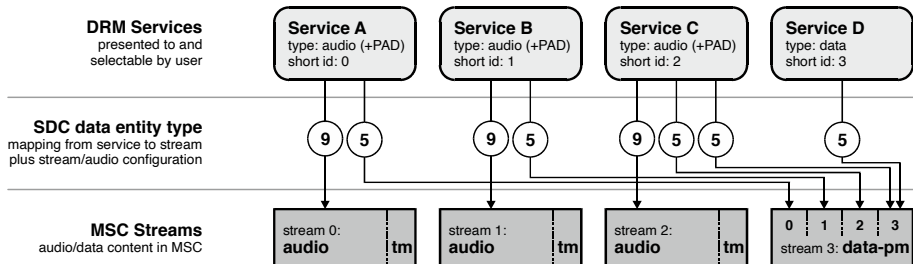 DRM Services
presented to and
selectable by user
Service A
type: audio (+PAD)
short id: 0
Service B
type: audio (+PAD)
short id: 1
Service C
type: audio (+PAD)
short id: 2
Service D
type: data
short id: 3
SDC data entity type
mapping from service to stream
plus stream/audio configuration
9 5 9 5 9 5 5 5
MSC Streams
audio/data content in MSC
stream 0:
audio tm
stream 1:
audio tm
stream 2:
audio tm
0 1 2 3
stream 3: data-pm